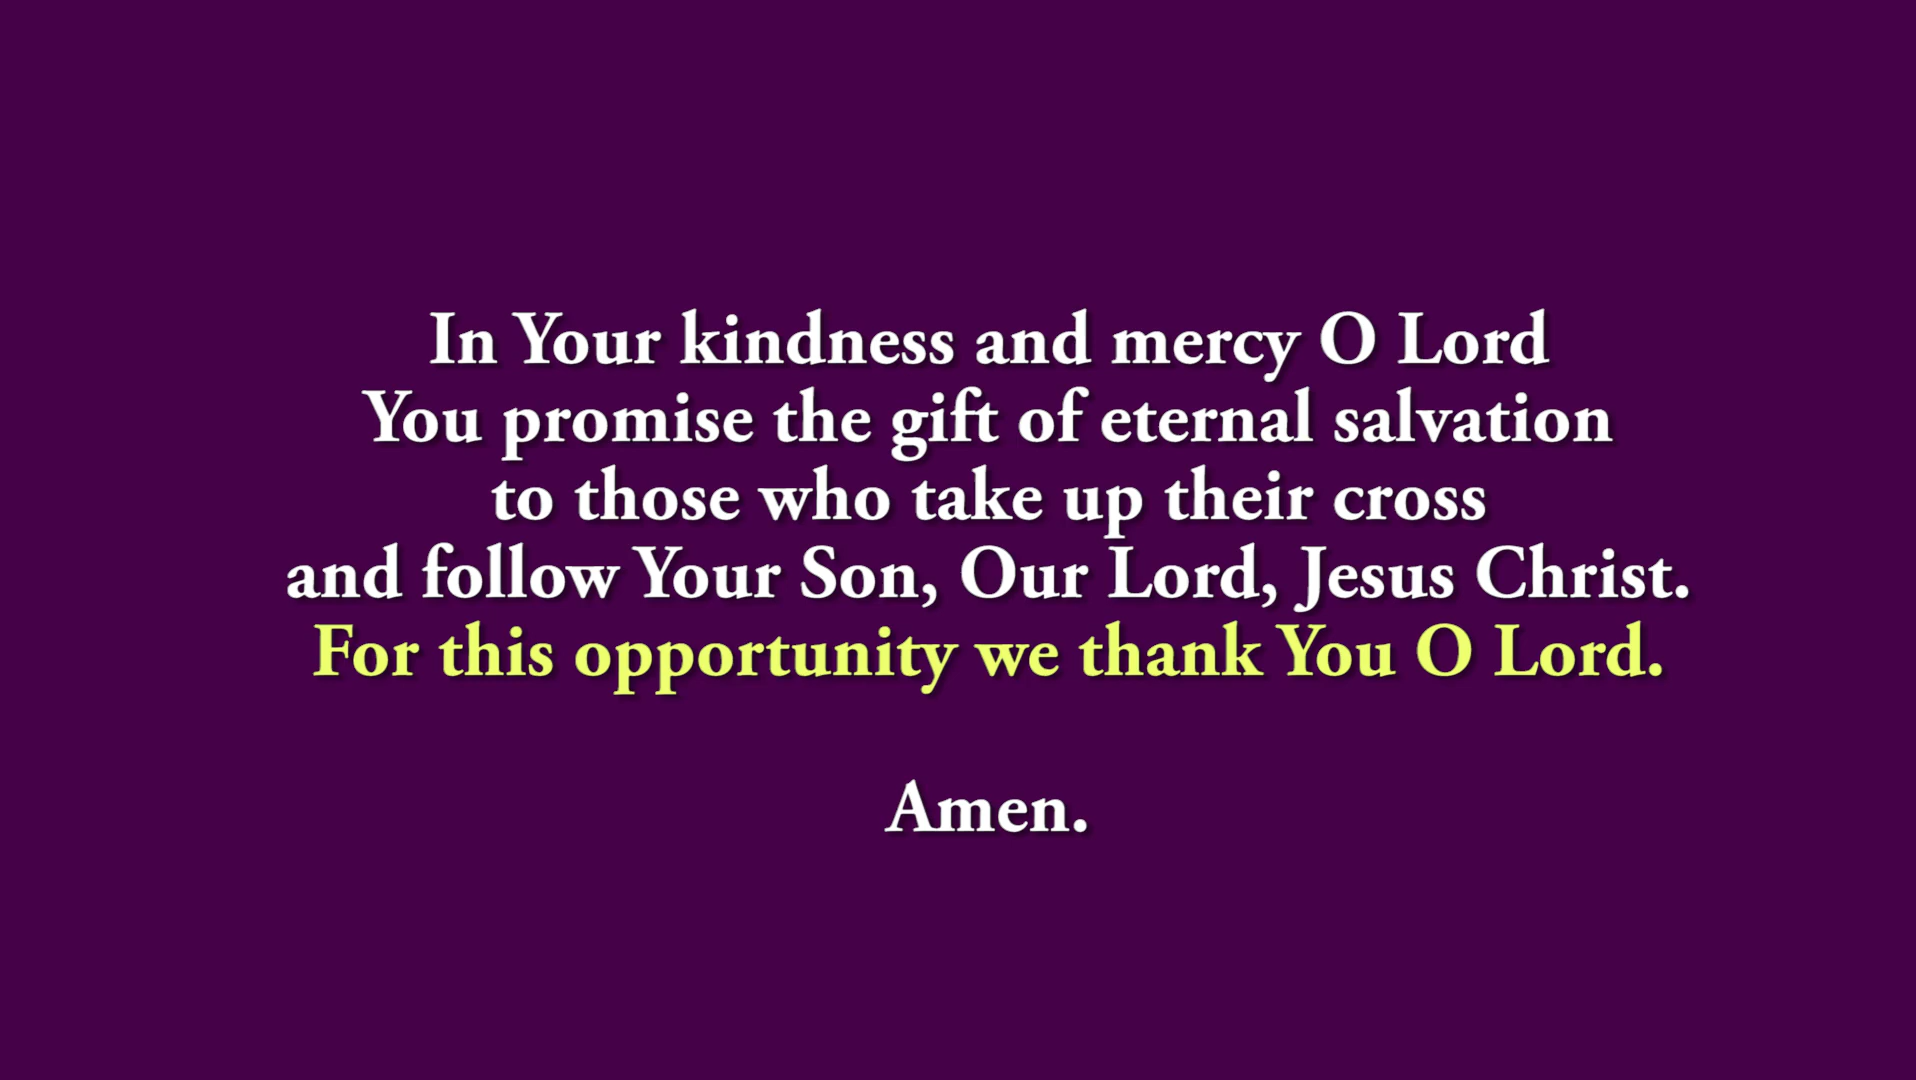 In Your kindness and mercy O Lord
You promise the gift of eternal salvation
to those who take up their cross
and follow Your Son, Our Lord, Jesus Christ.
For this opportunity we thank You O Lord.
Amen.